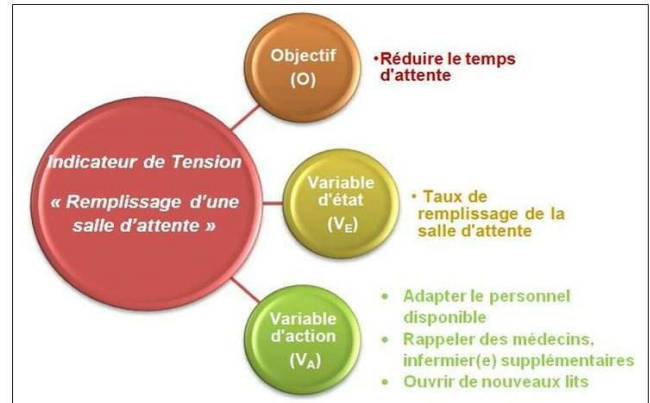 Objectif
(O)
•Réduire le temps
d'attente
Indicateur de Tension
« Remplissage d'une
salle d'attente »
Variable
d'état
(VE)
• Taux de
remplissage de la
salle d'attente
Variable
d'action
(VA)
• Adapter le personnel
disponible
• Rappeler des médecins,
infermier(e) supplémentaires
• Ouvrir de nouveaux lits